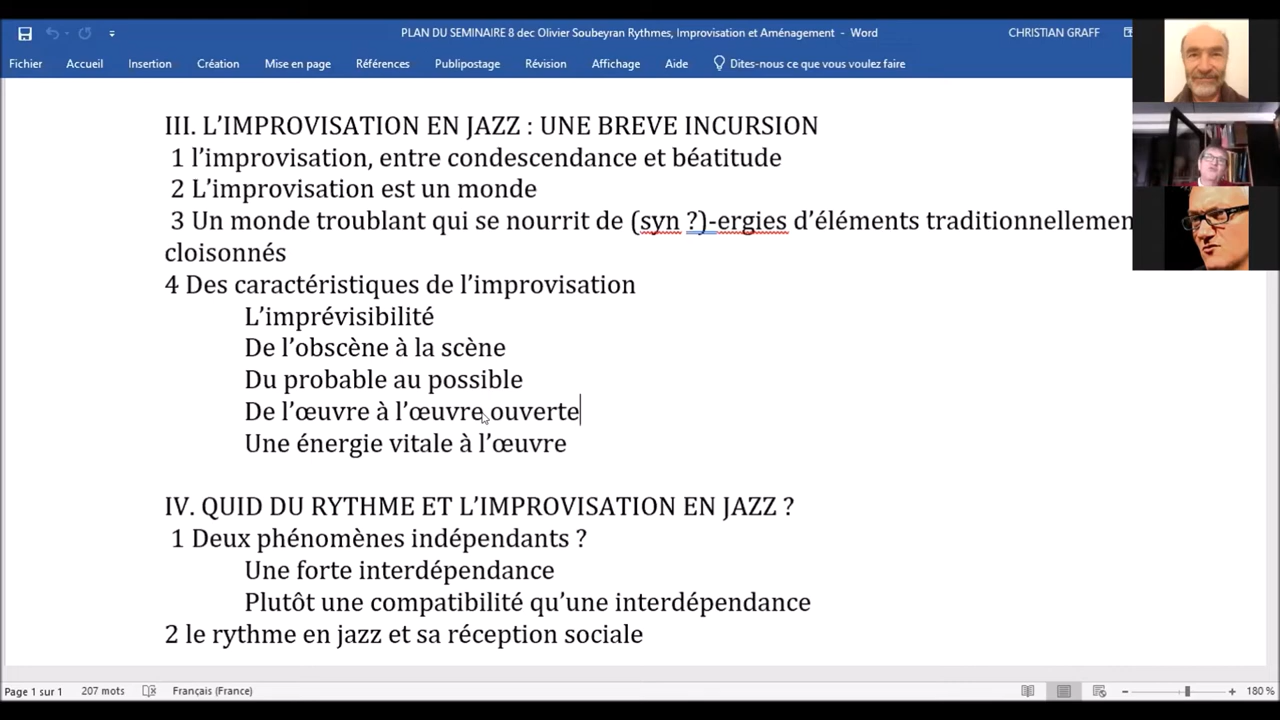 PLAN DU SEMINAIRE 8 dec Olivier Soubeyran Rythmes, Improvisation et Aménagement - Word
CHRISTIAN GRAFF
Fichier Accueil Insertion Création Mise en page Références Publipostage Révision Affichage Aide Dites-nous ce que vous voulez faire
III. L’IMPROVISATION EN JAZZ : UNE BREVE INCURSION
1 l’improvisation, entre condescendance et béatitude
2 L’improvisation est un monde
3 Un monde troublant qui se nourrit de (syn ?)-ergies d’éléments traditionnellemen
cloisonnés
4 Des caractéristiques de l’improvisation
L’imprévisibilité
De l’obscène à la scène
Du probable au possible
De l’œuvre à l’œuvre ouverte
Une énergie vitale à l’œuvre
IV. QUID DU RYTHME ET L’IMPROVISATION EN JAZZ ?
1 Deux phénomènes indépendants ?
Une forte interdépendance
Plutôt une compatibilité qu’une interdépendance
2 le rythme en jazz et sa réception sociale
Page 1 sur 1 207 mots Français (France) 180 %